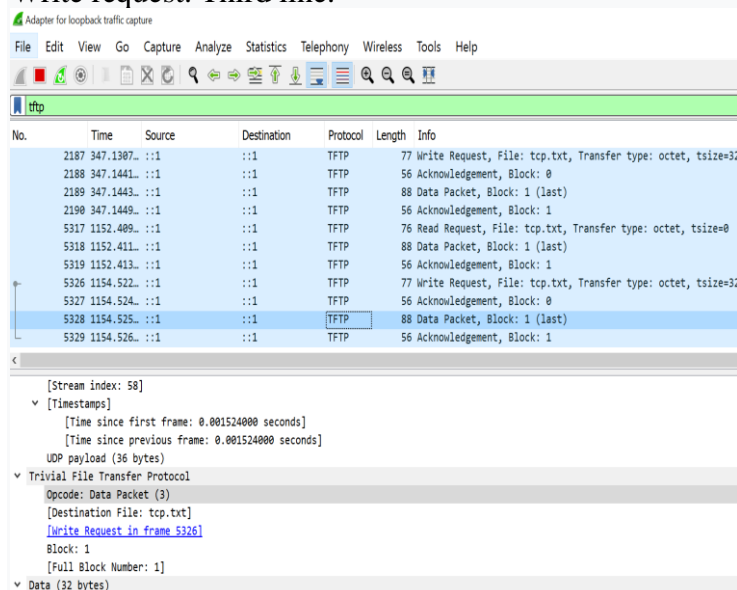 Write request. Third line.
Adapter for loopback traffic capture
File Edit View Go Capture Analyze Statistics Telephony Wireless Tools Help
tftp
No. Time Source Destination Protocol Length Info
2187 347.1307… ::1 ::1 TFTP 77 Write Request, File: tcp.txt, Transfer type: octet, tsize=32
2188 347.1441… ::1 ::1 TFTP 56 Acknowledgement, Block: 0
2189 347.1443… ::1 ::1 TFTP 88 Data Packet, Block: 1 (last)
2190 347.1449… ::1 ::1 TFTP 56 Acknowledgement, Block: 1
5317 1152.409… ::1 ::1 TFTP 76 Read Request, File: tcp.txt, Transfer type: octet, tsize=0
5318 1152.411… ::1 ::1 TFTP 88 Data Packet, Block: 1 (last)
5319 1152.413… ::1 ::1 TFTP 56 Acknowledgement, Block: 1
5326 1154.522… ::1 ::1 TFTP 77 Write Request, File: tcp.txt, Transfer type: octet, tsize=32
5327 1154.524… ::1 ::1 TFTP 56 Acknowledgement, Block: 0
5328 1154.525… ::1 ::1 TFTP 88 Data Packet, Block: 1 (last)
5329 1154.526… ::1 ::1 TFTP 56 Acknowledgement, Block: 1
[Stream index: 58]
[Timestamps]
[Time since first frame: 0.001524000 seconds]
[Time since previous frame: 0.001524000 seconds]
UDP payload (36 bytes)
Trivial File Transfer Protocol
Opcode: Data Packet (3)
[Destination File: tcp.txt]
[Write Request in frame 5326]
Block: 1
[Full Block Number: 1]
Data (32 bytes)